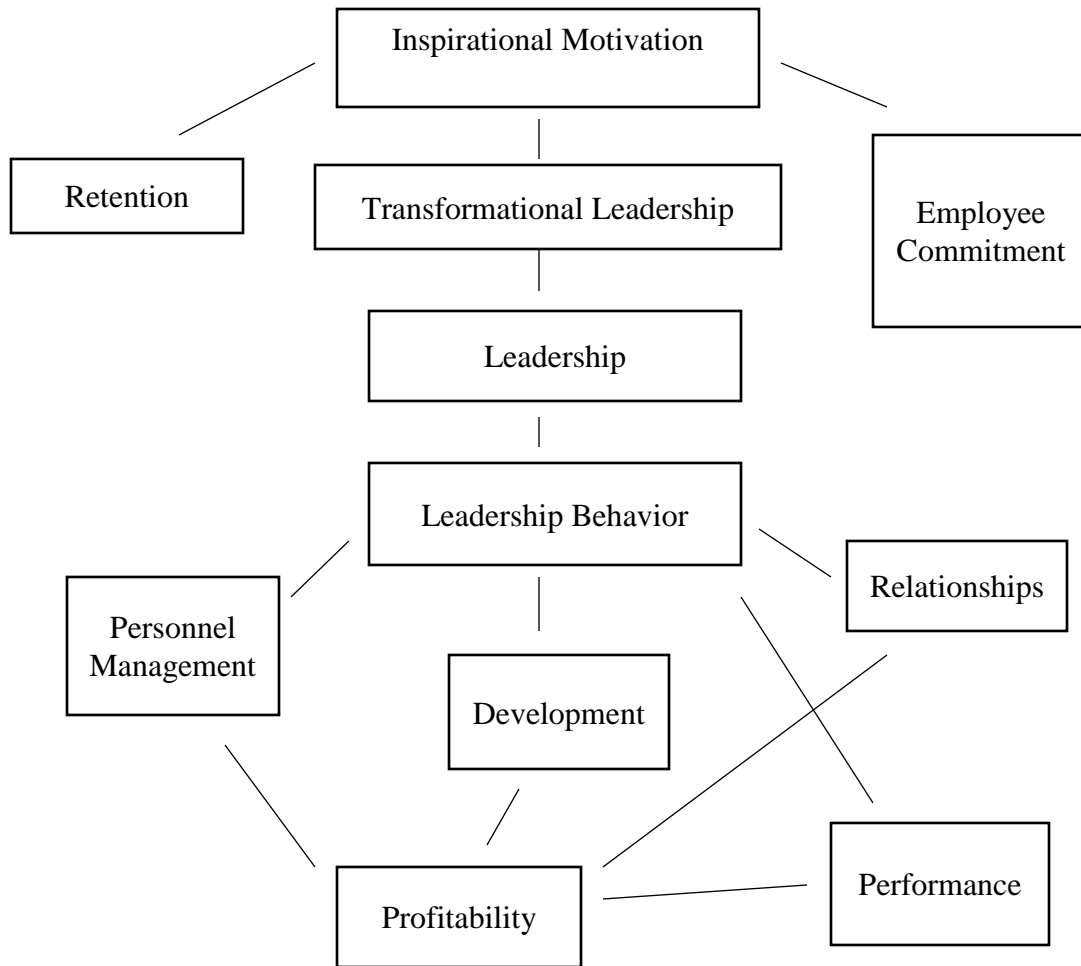 Inspirational Motivation
Retention
Transformational Leadership
Employee
Commitment
Leadership
Leadership Behavior
Relationships
Personnel
Management
Development
Performance
Profitability